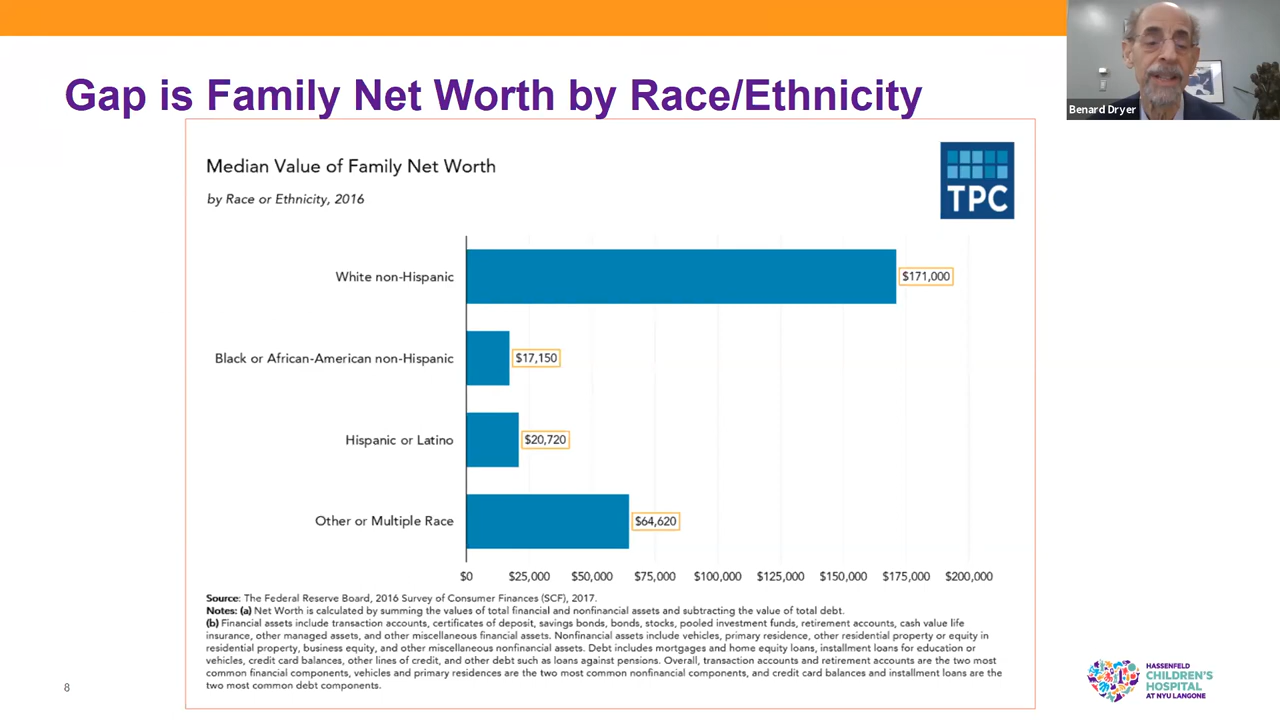 Gap is Family Net Worth by Race/Ethnicity
Benard Dryer
Median Value of Family Net Worth
by Race or Ethnicity, 2016
TPC
White non-Hispanic
$171,000
Black or African-American non-Hispanic
$17,150
Hispanic or Latino
$20,720
Other or Multiple Race
$64,620
$0 $25,000 $50,000 $75,000 $100,000 $125,000 $150,000 $175,000 $200,000
Source: The Federal Reserve Board, 2016 Survey of Consumer Finances (SCF), 2017.
Notes: (a) Net Worth is calculated by summing the values of total financial and nonfinancial assets and subtracting the value of total debt.
(b) Financial assets include transaction accounts, certificates of deposit, savings bonds, bonds, stocks, pooled investment funds, retirement accounts, cash value life
insurance, other managed assets, and other miscellaneous financial assets. Nonfinancial assets include vehicles, primary residence, other residential property or equity in
residential property, business equity, and other miscellaneous nonfinancial assets. Debt includes mortgages and home equity loans, installment loans for education or
vehicles, credit card balances, other lines of credit, and other debt such as loans against pensions. Overall, transaction accounts and retirement accounts are the two most
common financial components, vehicles and primary residences are the two most common nonfinancial components, and credit card balances and installment loans are the
two most common debt components.
8
HASSENFELD
CHILDREN'S
HOSPITAL
AT NYU LANGONE